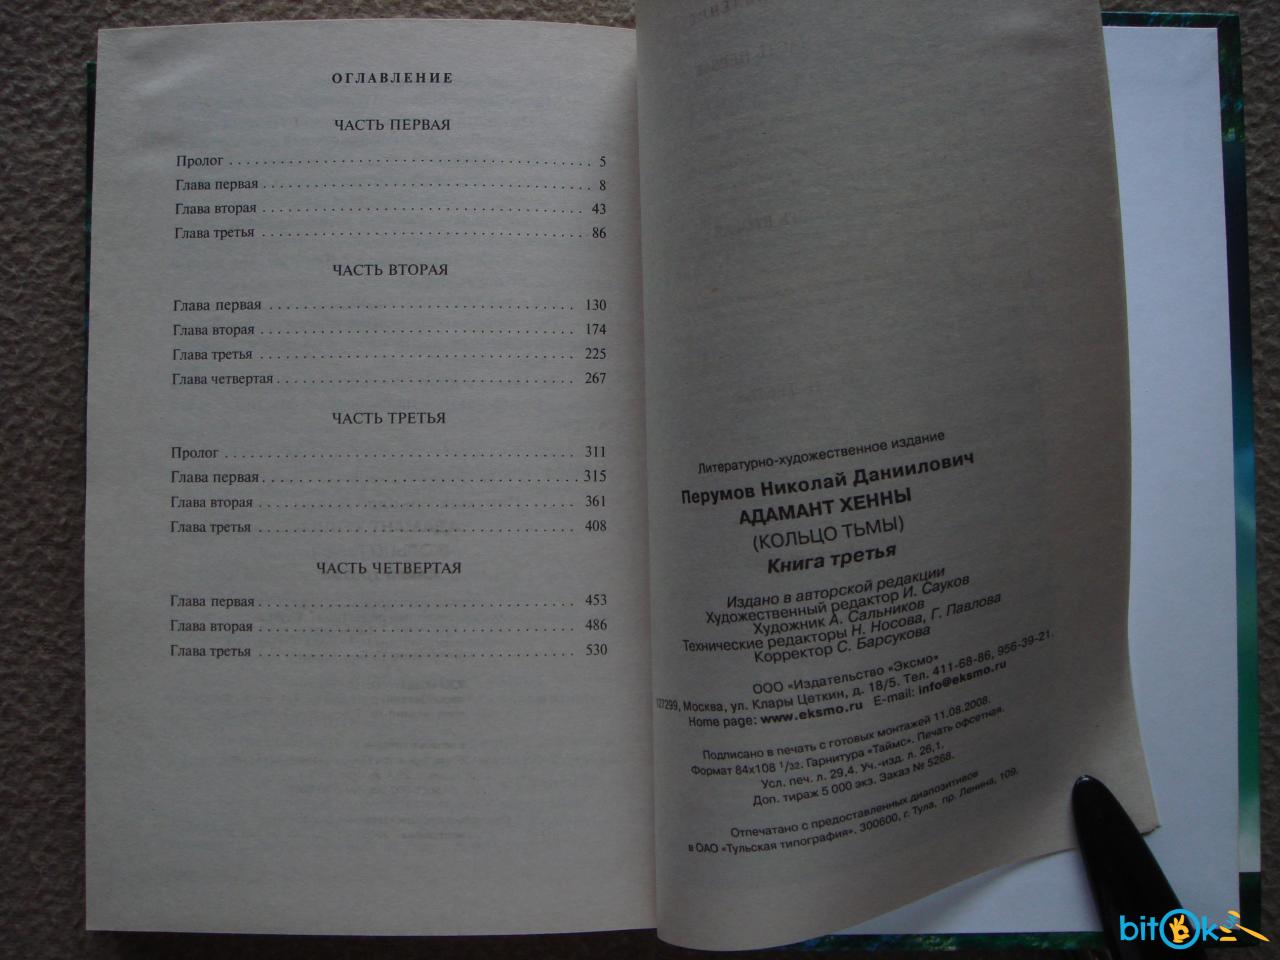 ОГЛАВЛЕНИЕ
ЧАСТЬ ПЕРВАЯ
Пролог . . . . . . . . . . . . . . . . . . . . . . . . . . . . . . . . . . . . . . . . 5
Глава первая . . . . . . . . . . . . . . . . . . . . . . . . . . . . . . . . . . . . 8
Глава вторая . . . . . . . . . . . . . . . . . . . . . . . . . . . . . . . . . . . . 43
Глава третья . . . . . . . . . . . . . . . . . . . . . . . . . . . . . . . . . . . . 86
ЧАСТЬ ВТОРАЯ
Глава первая . . . . . . . . . . . . . . . . . . . . . . . . . . . . . . . . . . . 130
Глава вторая . . . . . . . . . . . . . . . . . . . . . . . . . . . . . . . . . . . 174
Глава третья . . . . . . . . . . . . . . . . . . . . . . . . . . . . . . . . . . . 225
Глава четвертая . . . . . . . . . . . . . . . . . . . . . . . . . . . . . . . . . 267
ЧАСТЬ ТРЕТЬЯ
Пролог . . . . . . . . . . . . . . . . . . . . . . . . . . . . . . . . . . . . . . . 311
Глава первая . . . . . . . . . . . . . . . . . . . . . . . . . . . . . . . . . . . 315
Глава вторая . . . . . . . . . . . . . . . . . . . . . . . . . . . . . . . . . . . 361
Глава третья . . . . . . . . . . . . . . . . . . . . . . . . . . . . . . . . . . . 408
ЧАСТЬ ЧЕТВЕРТАЯ
Глава первая . . . . . . . . . . . . . . . . . . . . . . . . . . . . . . . . . . . 453
Глава вторая . . . . . . . . . . . . . . . . . . . . . . . . . . . . . . . . . . . 486
Глава третья . . . . . . . . . . . . . . . . . . . . . . . . . . . . . . . . . . . 530
Литературно-художественное издание
Перумов Николай Даниилович
АДАМАНТ ХЕННЫ
(КОЛЬЦО ТЬМЫ)
Книга третья
Издано в авторской редакции
Художественный редактор И. Сауков
Художник А. Сальников
Технические редакторы Н. Носова, Г. Павлова
Корректор С. Барсукова
ООО «Издательство «Эксмо»
127299, Москва, ул. Клары Цеткин, д. 18/5. Тел. 411-68-86, 956-39-21.
Home page: www.eksmo.ru E-mail: info@eksmo.ru
Подписано в печать с готовых монтажей 11.08.2008.
Формат 84x108 1/32. Гарнитура «Таймс». Печать офсетная.
Усл. печ. л. 29,4. Уч.-изд. л. 26,1.
Доп. тираж 5 000 экз. Заказ № 5268.
Отпечатано с предоставленных диапозитивов
в ОАО «Тульская типография». 300600, г. Тула, пр. Ленина, 109.
bitOk